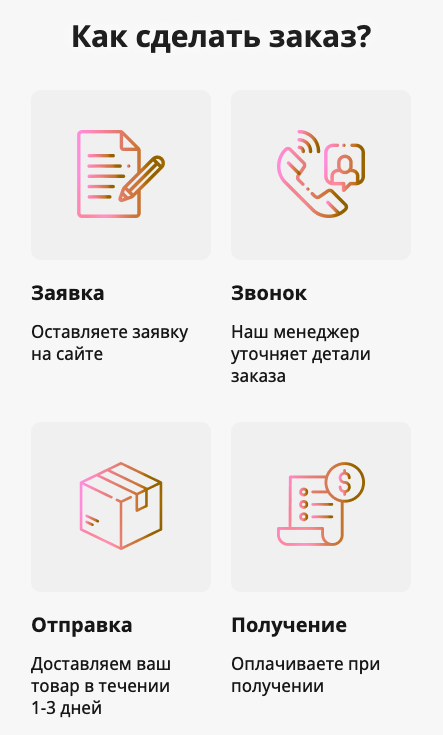 Как сделать заказ?
Заявка
Оставляете заявку
на сайте
Звонок
Наш менеджер
уточняет детали
заказа
Отправка
Доставляем ваш
товар в течении
1-3 дней
$
Получение
Оплачиваете при
получении